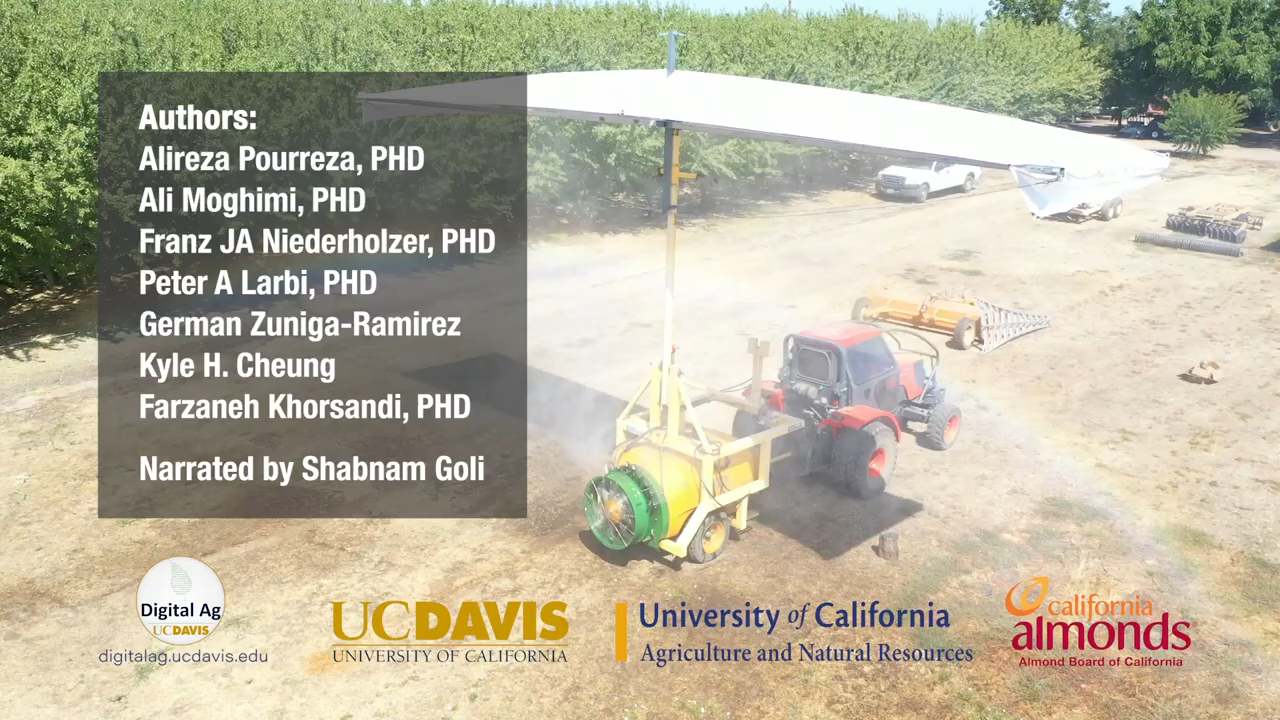 Authors:
Alireza Pourreza, PHD
Ali Moghimi, PHD
Franz JA Niederholzer, PHD
Peter A Larbi, PHD
German Zuniga-Ramirez
Kyle H. Cheung
Farzaneh Khorsandi, PHD
Narrated by Shabnam Goli
Digital Ag
UCDAVIS
digitalag.ucdavis.edu
UCDAVIS
UNIVERSITY OF CALIFORNIA
University of California
Agriculture and Natural Resources
california
almonds®
Almond Board of California